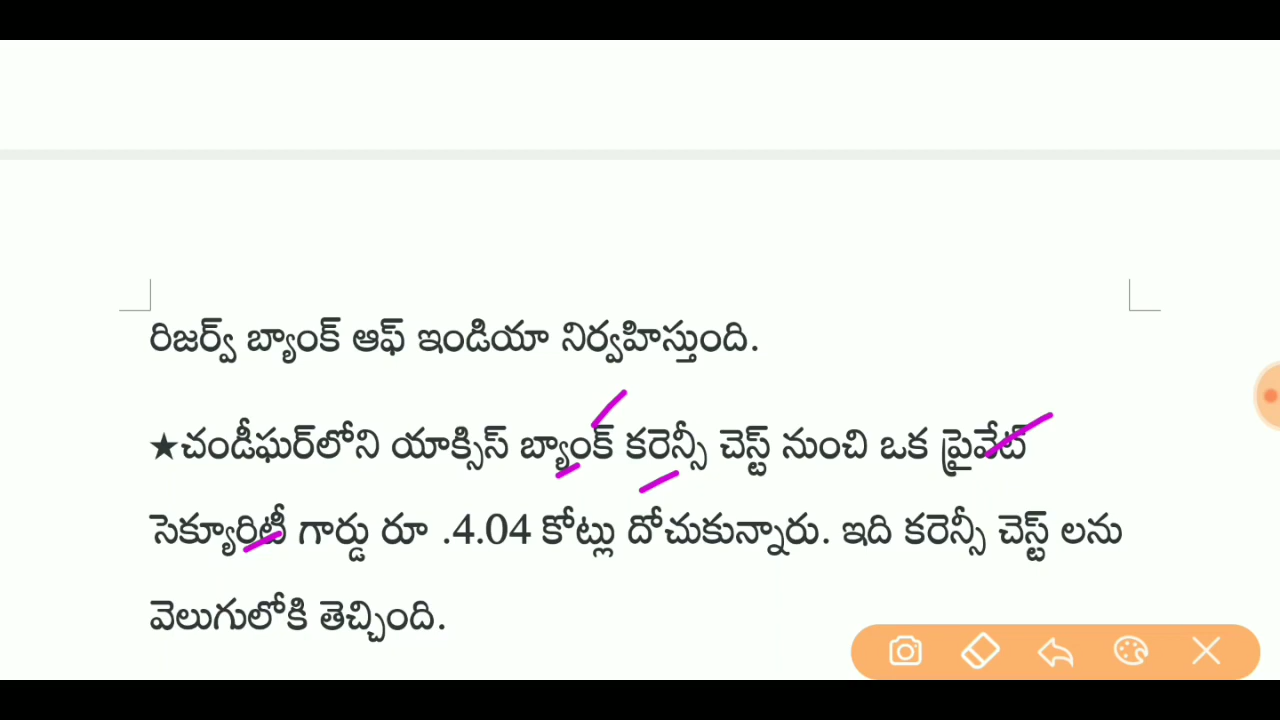 రిజర్వ్ బ్యాంక్ ఆఫ్ ఇండియా నిర్వహిస్తుంది.
★చండీఘర్‌లోని యాక్సిస్ బ్యాంక్ కరెన్సీ చెస్ట్ నుంచి ఒక ప్రైవేట్
సెక్యూరిటీ గార్డు రూ .4.04 కోట్లు దోచుకున్నారు. ఇది కరెన్సీ చెస్ట్ లను
వెలుగులోకి తెచ్చింది.